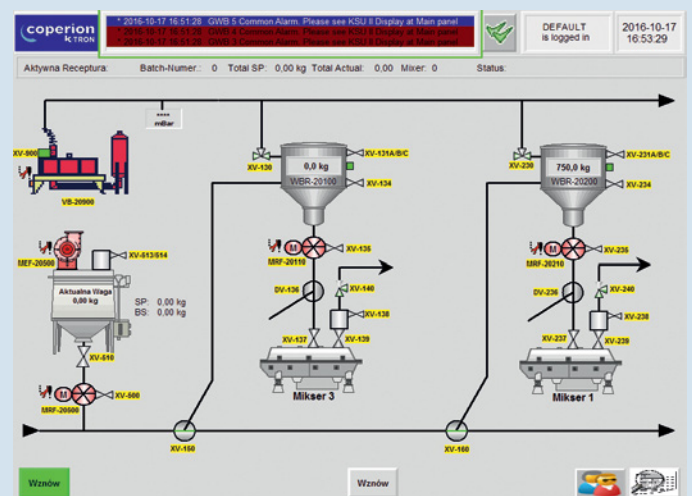 coperion
K TRON
* 2016-10-17 16:51:28 GWB 5 Common Alarm. Please see KSU II Display at Main panel
* 2016-10-17 16:51:28 GWB 4 Common Alarm. Please see KSU II Display at Main panel
* 2016-10-17 16:51:28 GWB 3 Common Alarm. Please see KSU II Display at Main panel
DEFAULT
is logged in
2016-10-17
16:53:29
Aktywna Receptura: Batch-Numer.: 0 Total SP: 0,00 kg Total Actual: 0,00 Mixer: 0 Status:
****
mBar
XV-900
VB-20900
XV-130
0,0 kg
WBR-20100
XV-131A/B/C
XV-134
XV-230
750,0 kg
WBR-20200
XV-231A/B/C
XV-234
MEF-20500
XV-513/514
Aktualna Waga
0,00 kg
SP: 0,00 kg
BS: 0,00 kg
XV-510
M
MRF-20500
XV-500
M
MRF-20110
XV-135
DV-136
XV-140
XV-138
XV-137
XV-139
Mikser 3
M
MRF-20210
XV-235
DV-236
XV-240
XV-238
XV-237
XV-239
Mikser 1
XV-150
XV-160
Wznów
Wznów